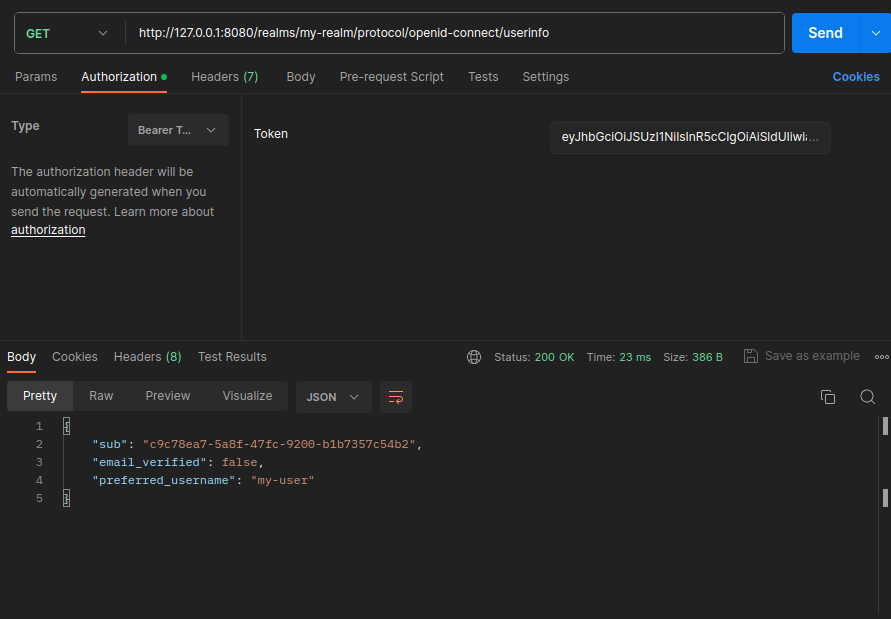 GET http://127.0.0.1:8080/realms/my-realm/protocol/openid-connect/userinfo Send
Params Authorization Headers (7) Body Pre-request Script Tests Settings Cookies
Type Bearer T... Token eyJhbGciOiJSUzI1NiIsInR5cCIgOiAiSldUIiwia...
The authorization header will be
automatically generated when you
send the request. Learn more about
authorization
Body Cookies Headers (8) Test Results Status: 200 OK Time: 23 ms Size: 386 B Save as example
Pretty Raw Preview Visualize JSON
1 {
2 "sub": "c9c78ea7-5a8f-47fc-9200-b1b7357c54b2",
3 "email_verified": false,
4 "preferred_username": "my-user"
5 }